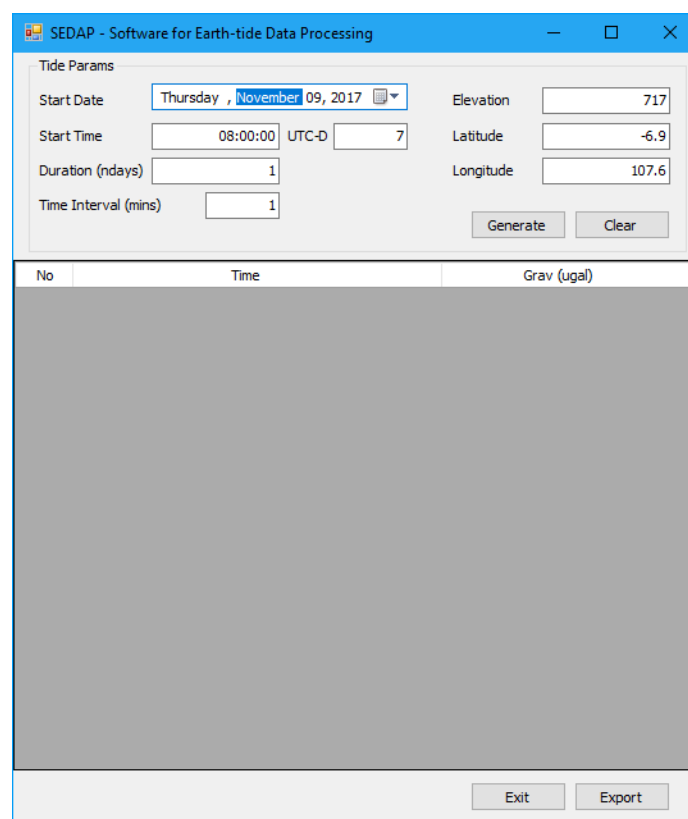 SEDAP - Software for Earth-tide Data Processing
Tide Params
Start Date Thursday , November 09, 2017 Elevation 717
Start Time 08:00:00 UTC-D 7 Latitude -6.9
Duration (ndays) 1 Longitude 107.6
Time Interval (mins) 1
Generate Clear
No Time Grav (ugal)
Exit Export